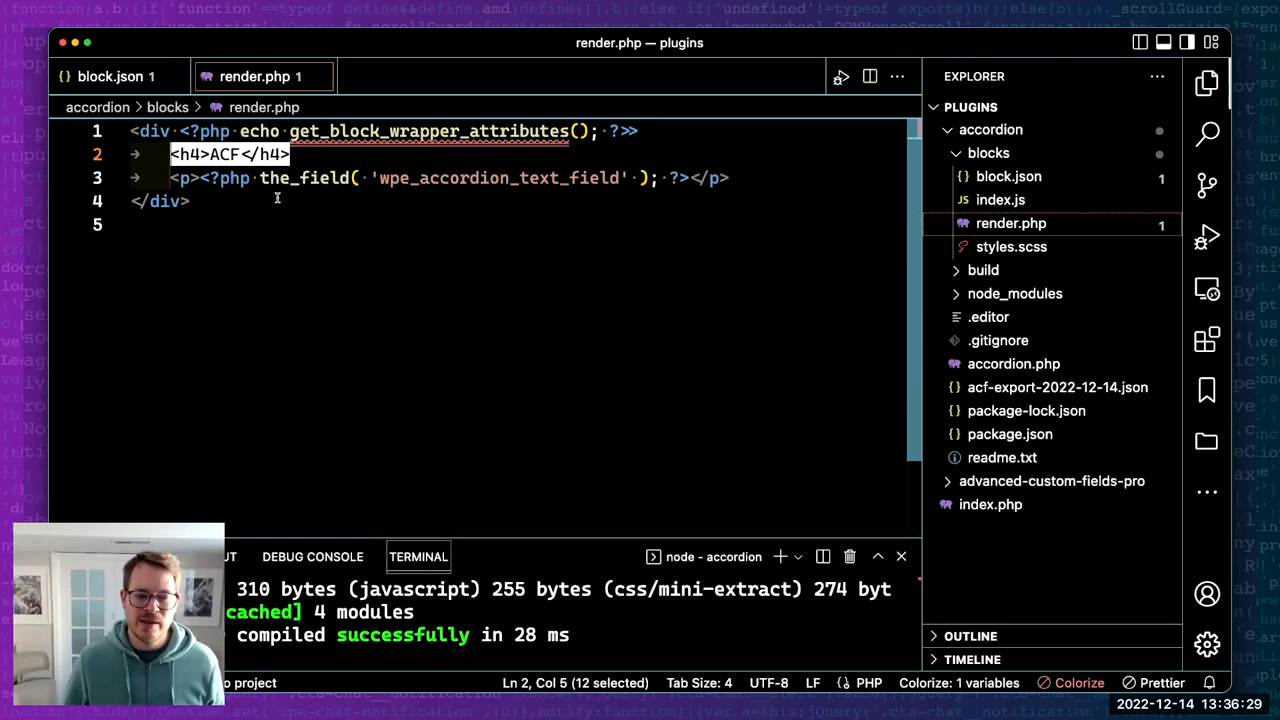 render.php — plugins
block.json 1
render.php 1
accordion > blocks > render.php
1 <div <?php echo get_block_wrapper_attributes(); ?>>
2 <h4>ACF</h4>
3 <p><?php the_field( 'wpe_accordion_text_field' ); ?></p>
4 </div>
5
EXPLORER
PLUGINS
accordion
blocks
block.json 1
index.js
render.php 1
styles.scss
build
node_modules
.editor
.gitignore
accordion.php
acf-export-2022-12-14.json
package-lock.json
package.json
readme.txt
advanced-custom-fields-pro
index.php
OUTLINE
TIMELINE
UT DEBUG CONSOLE TERMINAL
node - accordion
310 bytes (javascript) 255 bytes (css/mini-extract) 274 byt
cached] 4 modules
compiled successfully in 28 ms
o project
Ln 2, Col 5 (12 selected) Tab Size: 4 UTF-8 LF PHP Colorize: 1 variables Colorize Prettier
2022-12-14 13:36:29